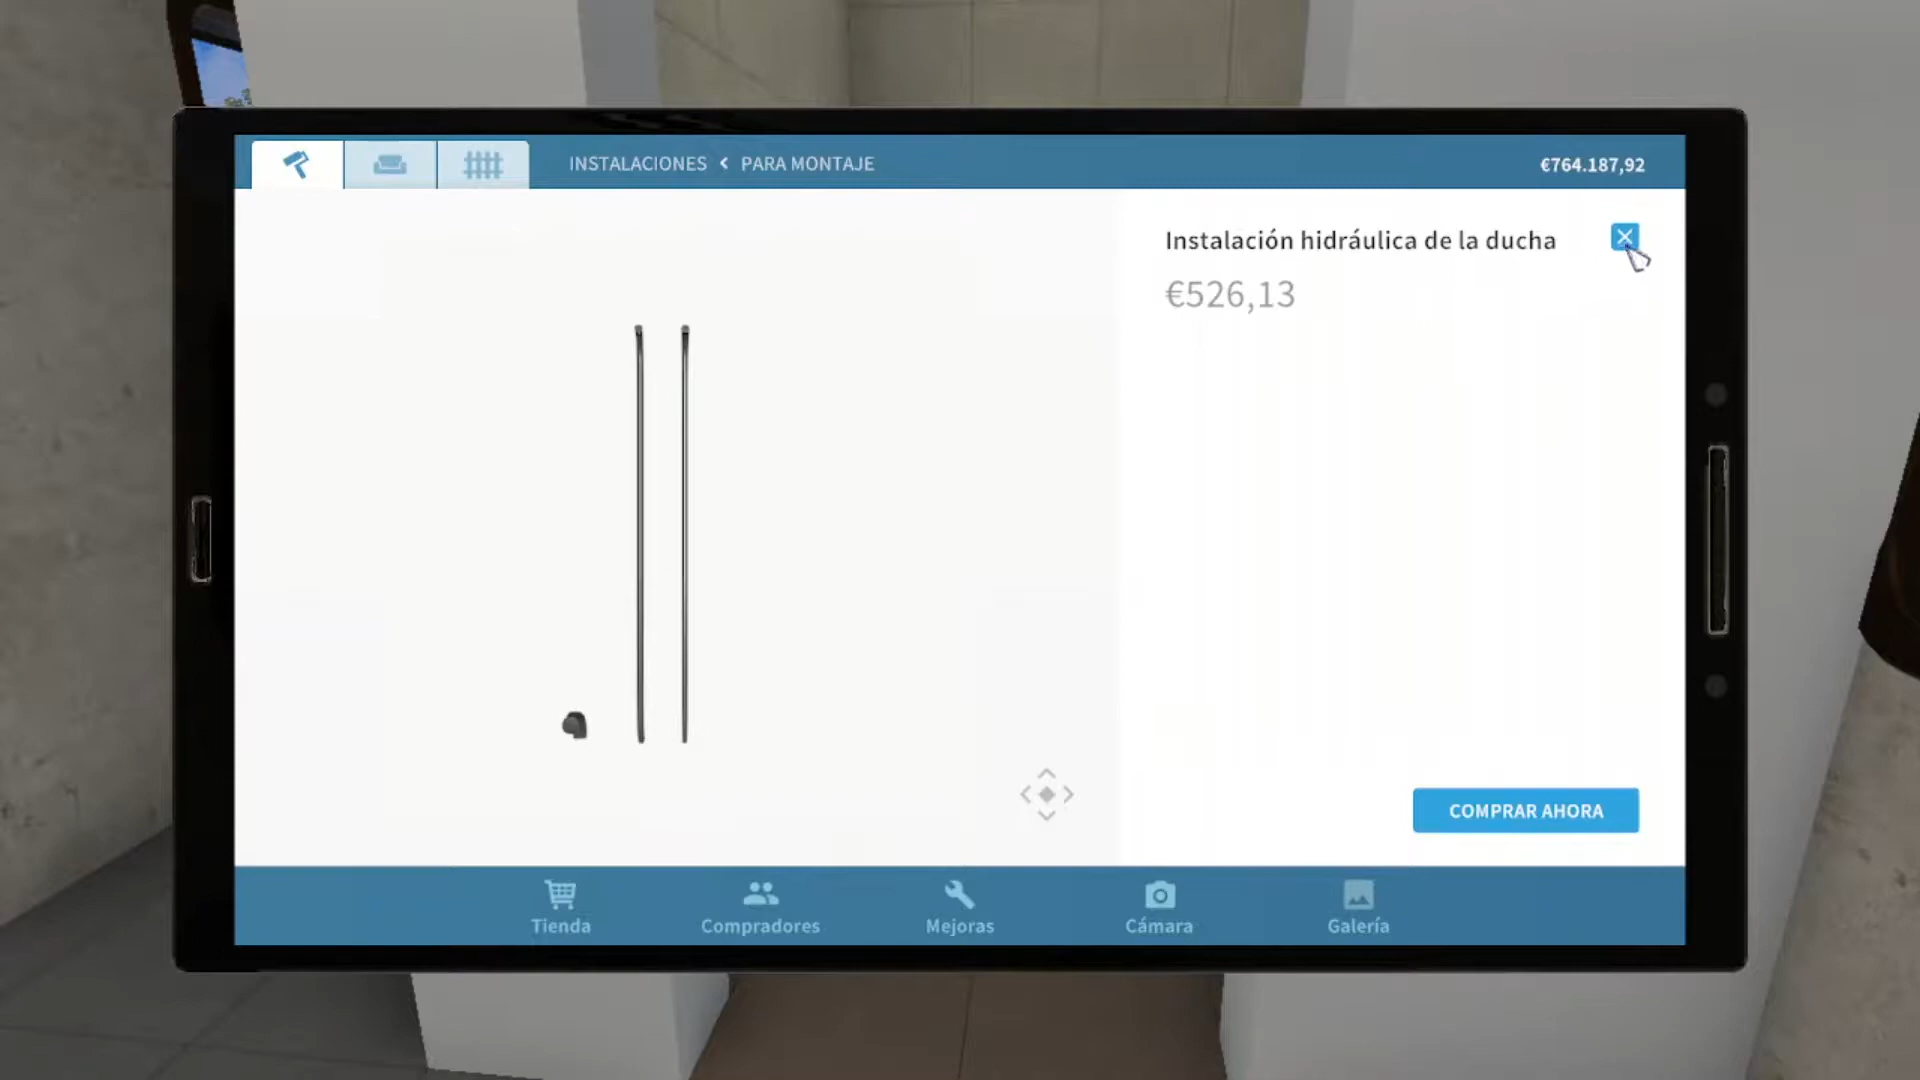 INSTALACIONES < PARA MONTAJE
€764.187,92
Instalación hidráulica de la ducha
€526,13
COMPRAR AHORA
Tienda
Compradores
Mejoras
Cámara
Galería